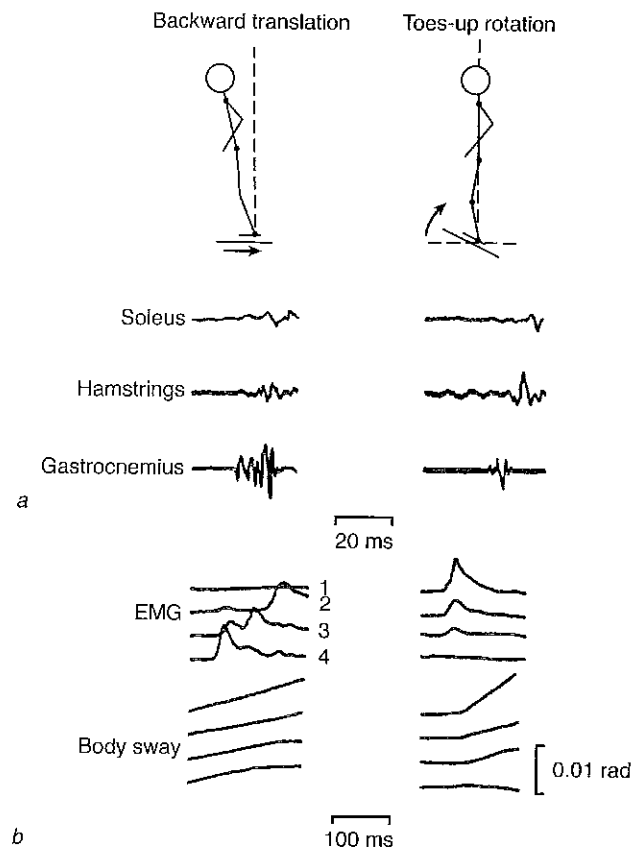 Backward translation
Toes-up rotation
Soleus
Hamstrings
Gastrocnemius
a
20 ms
EMG
1
2
3
4
Body sway
0.01 rad
100 ms
b